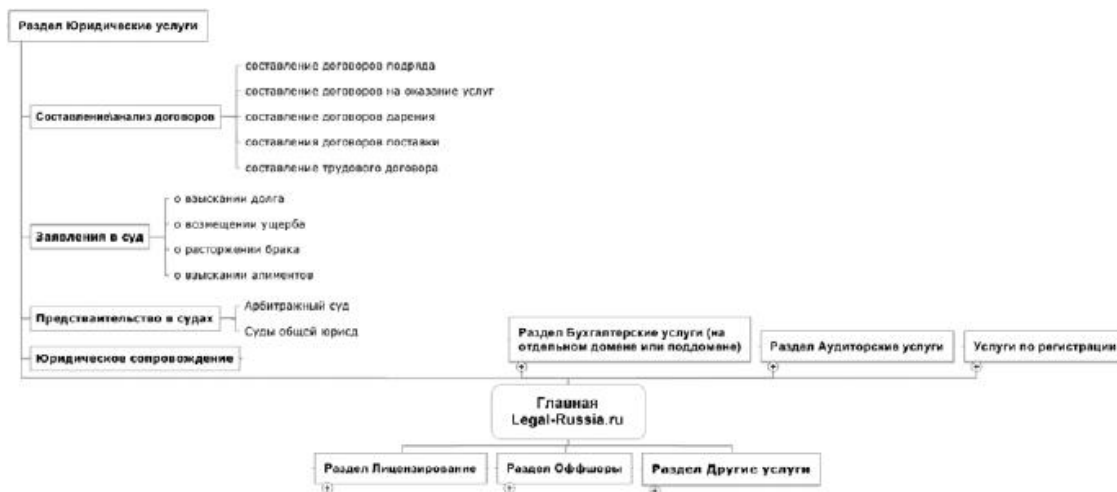 Раздел Юридические услуги
составление договоров подряда
составление договоров на оказание услуг
Составление\анализ договоров
составление договоров дарения
составления договоров поставки
составление трудового договора
о взыскании долга
о возмещении ущерба
Заявления в суд
о расторжении брака
о взыскании алиментов
Арбитражный суд
Предстваительство в судах
Суды общей юрисд
Юридическое сопровождение
Раздел Бухгалтерские услуги (на
отдельном домене или поддомене)
Раздел Аудиторские услуги
Услуги по регистрации
Главная
Legal-Russia.ru
Раздел Лицензирование
Раздел Оффшоры
Раздел Другие услуги